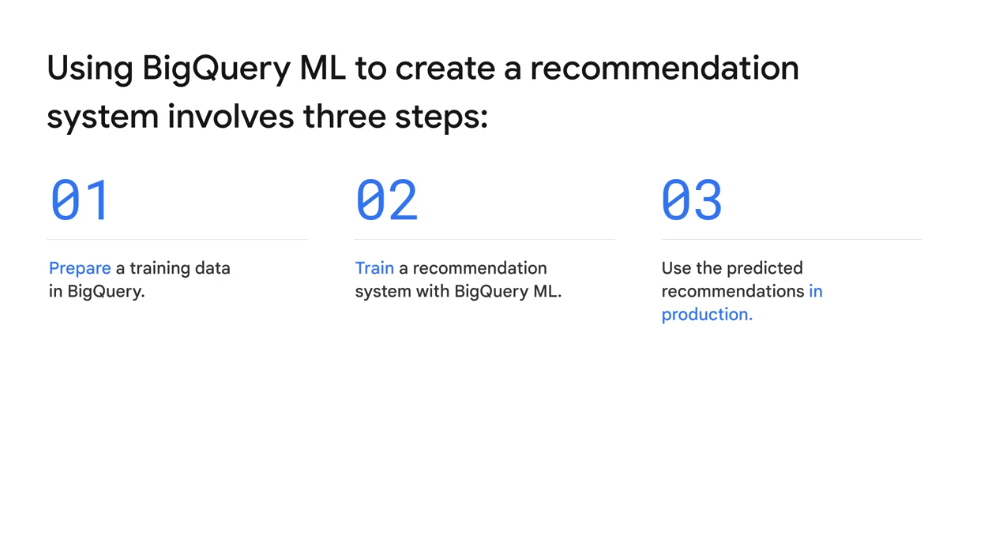 Using BigQuery ML to create a recommendation
system involves three steps:
01
Prepare a training data
in BigQuery.
02
Train a recommendation
system with BigQuery ML.
03
Use the predicted
recommendations in
production.